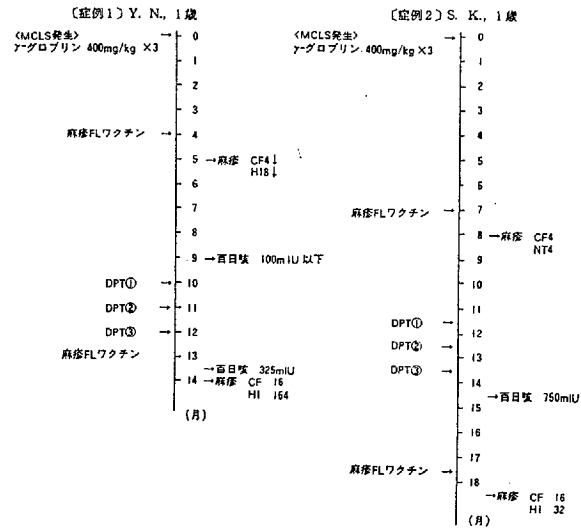 〔症例1〕Y. N., 1歳
<MCLS発生>
γ-グロブリン 400mg/kg ×3
0
1
2
3
麻疹FLワクチン → 4
5 →麻疹 CF4↓
HI8↓
6
7
8
9 →百日咳 100mIU以下
DPT① → 10
DPT② → 11
DPT③ → 12
麻疹FLワクチン 13
→百日咳 325mIU
14 →麻疹 CF 16
HI 164
(月)
〔症例2〕S. K., 1歳
<MCLS発生>
γ-グロブリン 400mg/kg ×3
→ 0
1
2
3
4
5
6
麻疹FLワクチン → 7
8 →麻疹 CF4
NT4
9
10
11
DPT① →
12
DPT② →
13
DPT③ →
14
→百日咳 750mIU
15
16
17
麻疹FLワクチン →
18
→麻疹 CF 16
HI 32
(月)